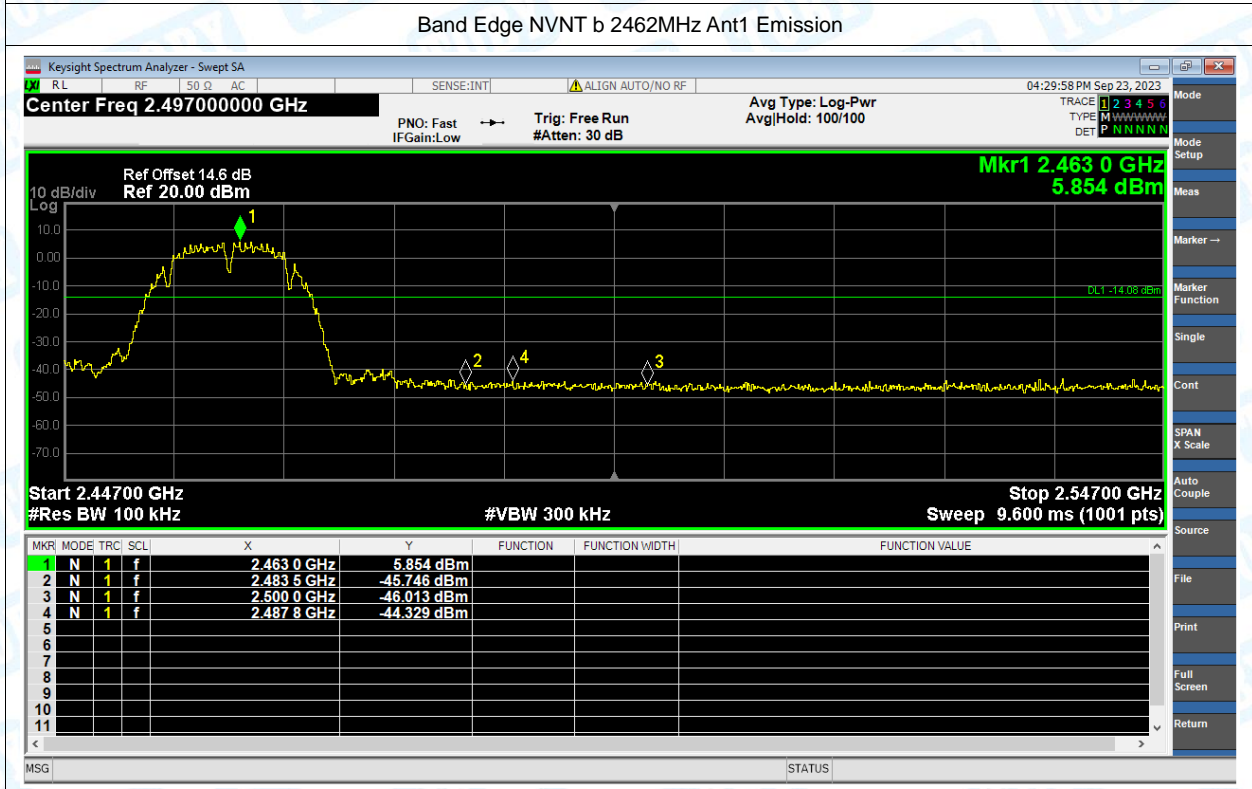 Band Edge NVNT b 2462MHz Ant1 Emission
Keysight Spectrum Analyzer - Swept SA
LXI RL RF 50 Ω AC SENSE:INT ALIGN AUTO/NO RF 04:29:58 PM Sep 23, 2023
Center Freq 2.497000000 GHz
PNO: Fast
IFGain:Low
Trig: Free Run
#Atten: 30 dB
Avg Type: Log-Pwr
Avg|Hold: 100/100
TRACE 1 2 3 4 5 6
TYPE M WWWWW
DET P N N N N N
Mkr1 2.463 0 GHz
5.854 dBm
Ref Offset 14.6 dB
10 dB/div Ref 20.00 dBm
Log
10.0
0.00
-10.0
-20.0
-30.0
-40.0
-50.0
-60.0
-70.0
DL1 -14.08 dBm
1
2
4
3
Start 2.44700 GHz Stop 2.54700 GHz
#Res BW 100 kHz #VBW 300 kHz Sweep 9.600 ms (1001 pts)
MKR MODE TRC SCL X Y FUNCTION FUNCTION WIDTH FUNCTION VALUE
1 N 1 f 2.463 0 GHz 5.854 dBm
2 N 1 f 2.483 5 GHz -45.746 dBm
3 N 1 f 2.500 0 GHz -46.013 dBm
4 N 1 f 2.487 8 GHz -44.329 dBm
5
6
7
8
9
10
11
MSG STATUS
Mode
Mode Setup
Meas
Marker →
Marker Function
Single
Cont
SPAN X Scale
Auto Couple
Source
File
Print
Full Screen
Return